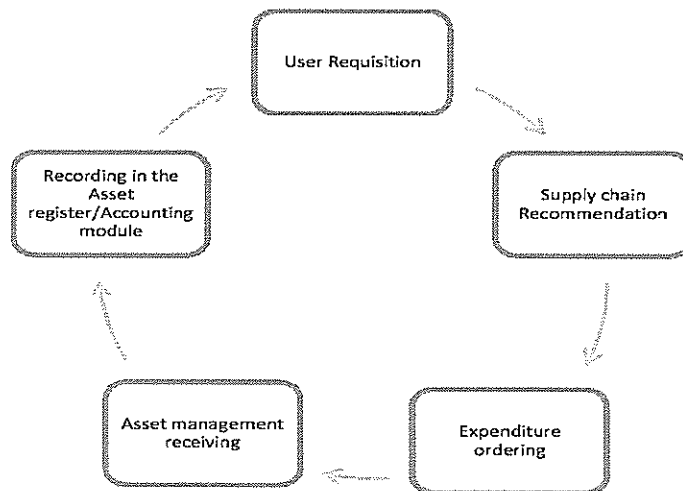 User Requisition
Supply chain
Recommendation
Expenditure
ordering
Asset management
receiving
Recording in the
Asset
register/Accounting
module